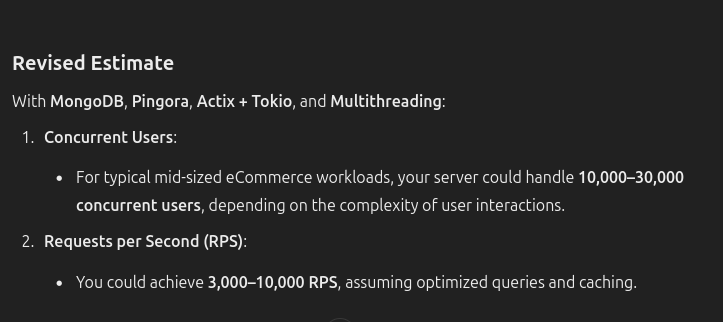 Revised Estimate
With MongoDB, Pingora, Actix + Tokio, and Multithreading:
1. Concurrent Users:
• For typical mid-sized eCommerce workloads, your server could handle 10,000–30,000
concurrent users, depending on the complexity of user interactions.
2. Requests per Second (RPS):
• You could achieve 3,000–10,000 RPS, assuming optimized queries and caching.